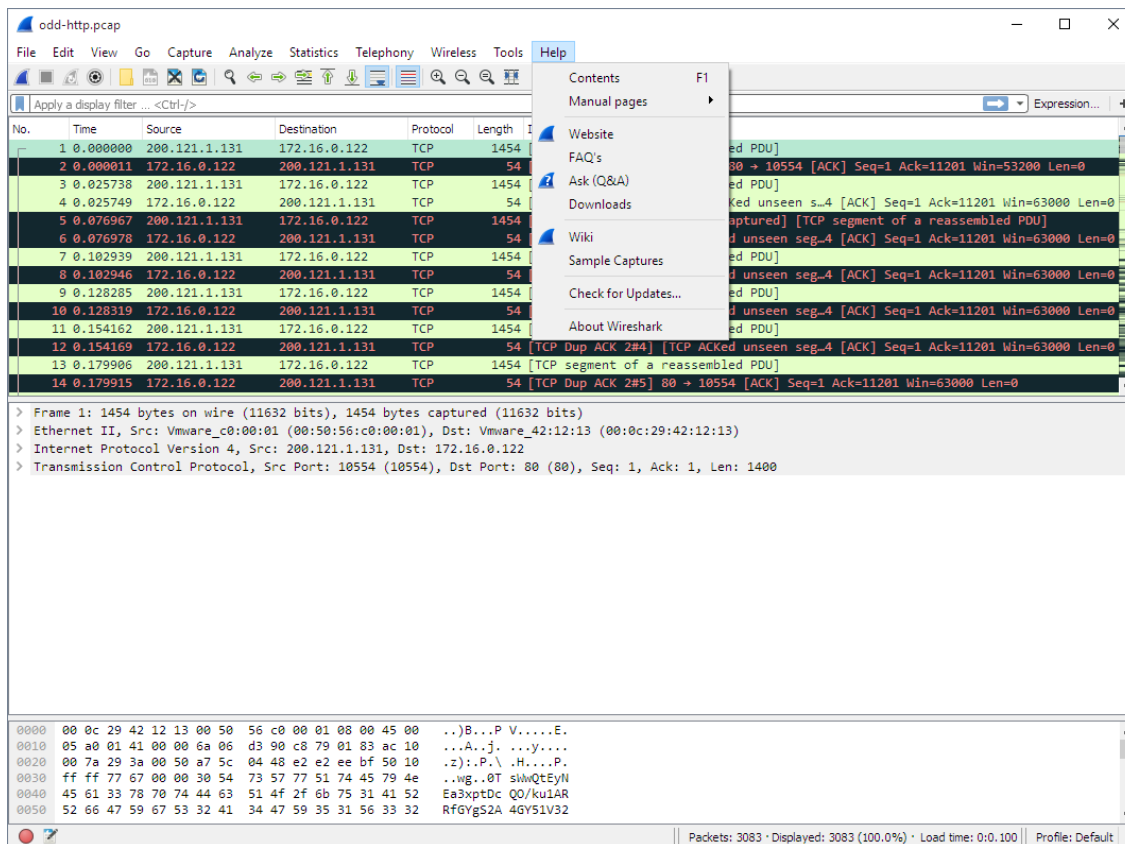 odd-http.pcap
File Edit View Go Capture Analyze Statistics Telephony Wireless Tools Help
Contents F1
Manual pages
Website
FAQ's
Ask (Q&A)
Downloads
Wiki
Sample Captures
Check for Updates...
About Wireshark
Apply a display filter ... <Ctrl-/> Expression... +
No. Time Source Destination Protocol Length
1 0.000000 200.121.1.131 172.16.0.122 TCP 1454 [ ed PDU]
2 0.000011 172.16.0.122 200.121.1.131 TCP 54 [ 80 → 10554 [ACK] Seq=1 Ack=11201 Win=53200 Len=0
3 0.025738 200.121.1.131 172.16.0.122 TCP 1454 [ ed PDU]
4 0.025749 172.16.0.122 200.121.1.131 TCP 54 [ Ked unseen s…4 [ACK] Seq=1 Ack=11201 Win=63000 Len=0
5 0.076967 200.121.1.131 172.16.0.122 TCP 1454 [ aptured] [TCP segment of a reassembled PDU]
6 0.076978 172.16.0.122 200.121.1.131 TCP 54 [ d unseen seg…4 [ACK] Seq=1 Ack=11201 Win=63000 Len=0
7 0.102939 200.121.1.131 172.16.0.122 TCP 1454 [ ed PDU]
8 0.102946 172.16.0.122 200.121.1.131 TCP 54 [ d unseen seg…4 [ACK] Seq=1 Ack=11201 Win=63000 Len=0
9 0.128285 200.121.1.131 172.16.0.122 TCP 1454 [ ed PDU]
10 0.128319 172.16.0.122 200.121.1.131 TCP 54 [ d unseen seg…4 [ACK] Seq=1 Ack=11201 Win=63000 Len=0
11 0.154162 200.121.1.131 172.16.0.122 TCP 1454 [ ed PDU]
12 0.154169 172.16.0.122 200.121.1.131 TCP 54 [TCP Dup ACK 2#4] [TCP ACKed unseen seg…4 [ACK] Seq=1 Ack=11201 Win=63000 Len=0
13 0.179906 200.121.1.131 172.16.0.122 TCP 1454 [TCP segment of a reassembled PDU]
14 0.179915 172.16.0.122 200.121.1.131 TCP 54 [TCP Dup ACK 2#5] 80 → 10554 [ACK] Seq=1 Ack=11201 Win=63000 Len=0
> Frame 1: 1454 bytes on wire (11632 bits), 1454 bytes captured (11632 bits)
> Ethernet II, Src: Vmware_c0:00:01 (00:50:56:c0:00:01), Dst: Vmware_42:12:13 (00:0c:29:42:12:13)
> Internet Protocol Version 4, Src: 200.121.1.131, Dst: 172.16.0.122
> Transmission Control Protocol, Src Port: 10554 (10554), Dst Port: 80 (80), Seq: 1, Ack: 1, Len: 1400
0000 00 0c 29 42 12 13 00 50 56 c0 00 01 08 00 45 00 ..)B...P V.....E.
0010 05 a0 01 41 00 00 6a 06 d3 90 c8 79 01 83 ac 10 ...A..j. ...y....
0020 00 7a 29 3a 00 50 a7 5c 04 48 e2 e2 ee bf 50 10 .z):.P.\ .H....P.
0030 ff ff 77 67 00 00 30 54 73 57 77 51 74 45 79 4e ..wg..0T sWwQtEyN
0040 45 61 33 78 70 74 44 63 51 4f 2f 6b 75 31 41 52 Ea3xptDc QO/ku1AR
0050 52 66 47 59 67 53 32 41 34 47 59 35 31 56 33 32 RfGYgS2A 4GY51V32
Packets: 3083 · Displayed: 3083 (100.0%) · Load time: 0:0.100 Profile: Default